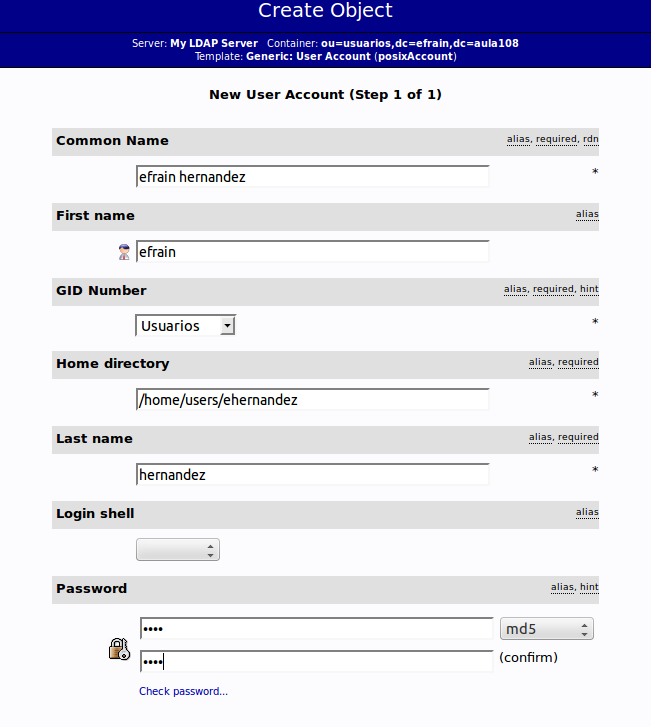 Create Object
Server: My LDAP Server Container: ou=usuarios,dc=efrain,dc=aula108
Template: Generic: User Account (posixAccount)
New User Account (Step 1 of 1)
Common Name alias, required, rdn
efrain hernandez *
First name alias
efrain
GID Number alias, required, hint
Usuarios *
Home directory alias, required
/home/users/ehernandez *
Last name alias, required
hernandez *
Login shell alias
Password alias, hint
•••• md5
•••• (confirm)
Check password...